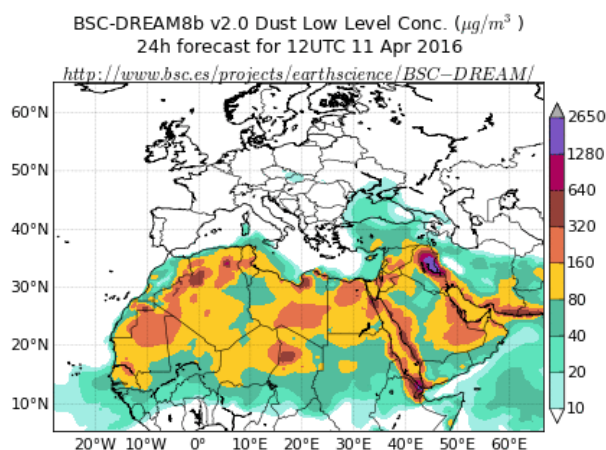 BSC-DREAM8b v2.0 Dust Low Level Conc. (μg/m³ )
24h forecast for 12UTC 11 Apr 2016
http://www.bsc.es/projects/earthscience/BSC−DREAM/
60°N
50°N
40°N
30°N
20°N
10°N
20°W 10°W 0° 10°E 20°E 30°E 40°E 50°E 60°E
2650
1280
640
320
160
80
40
20
10